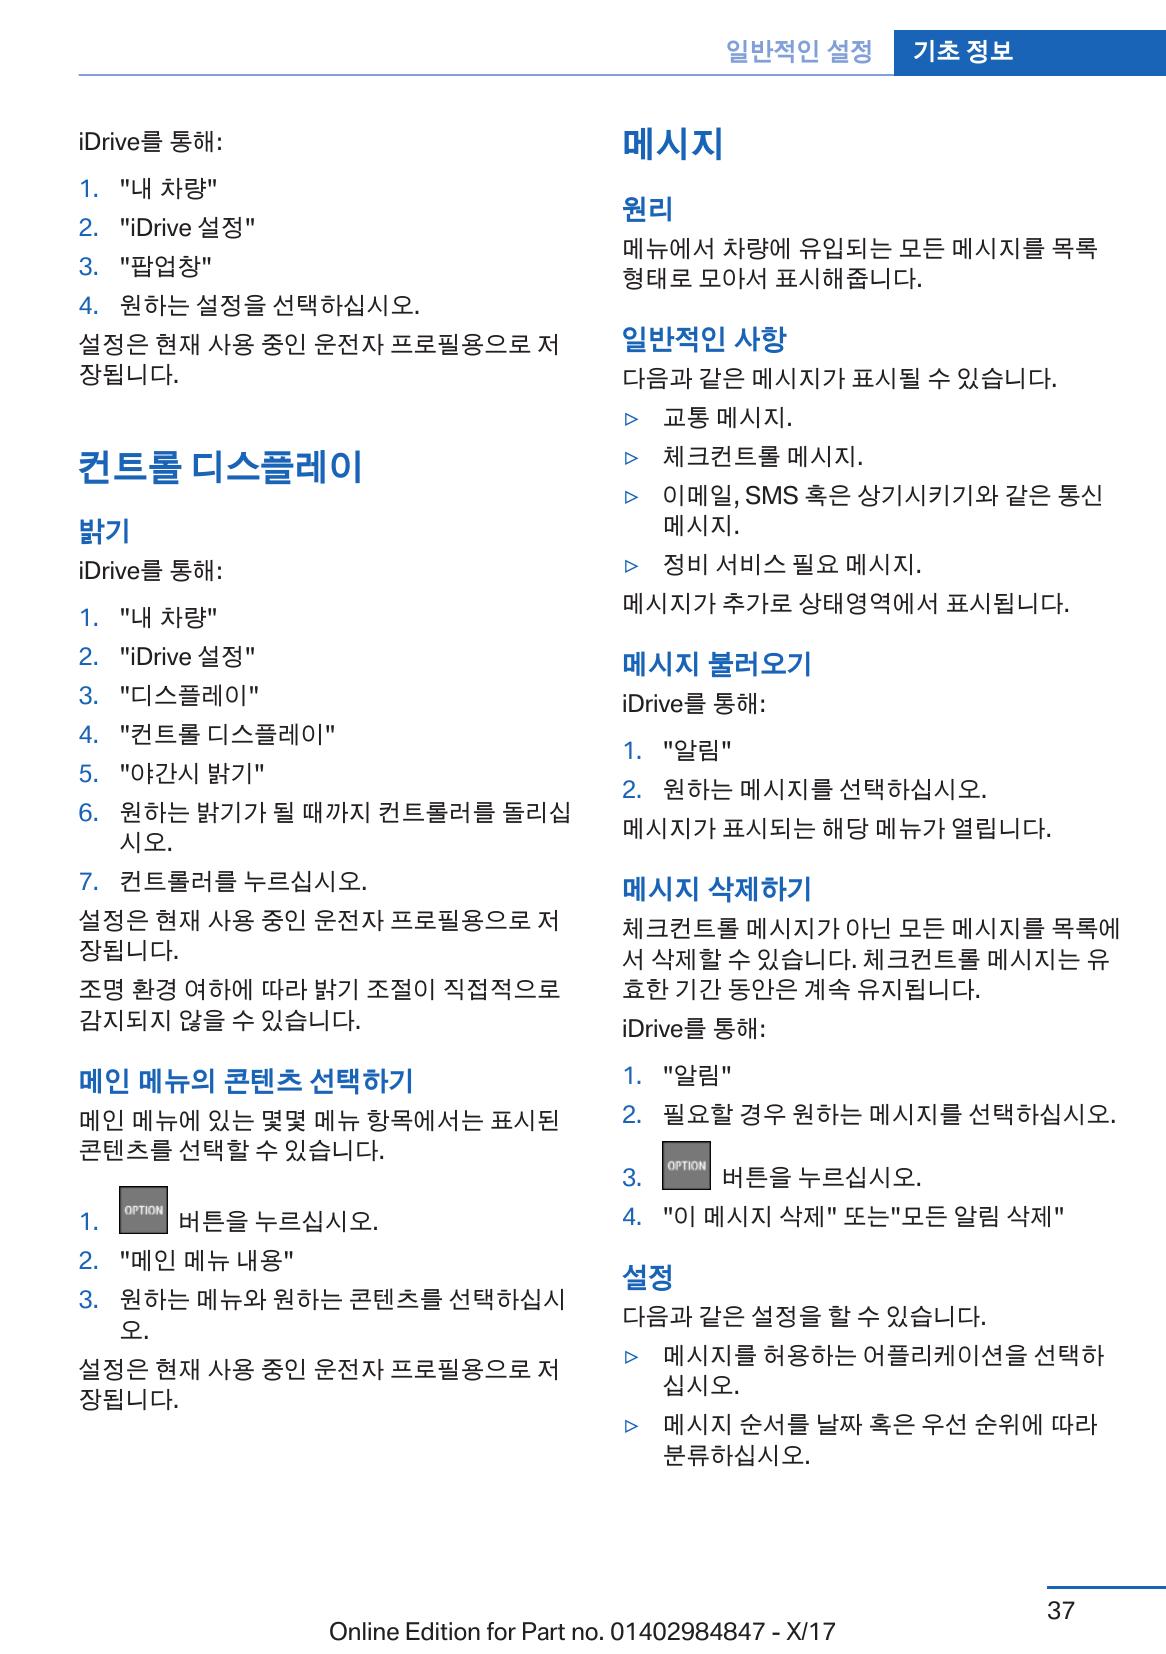 일반적인 설정 기초 정보
iDrive를 통해:
1. "내 차량"
2. "iDrive 설정"
3. "팝업창"
4. 원하는 설정을 선택하십시오.
설정은 현재 사용 중인 운전자 프로필용으로 저
장됩니다.
컨트롤 디스플레이
밝기
iDrive를 통해:
1. "내 차량"
2. "iDrive 설정"
3. "디스플레이"
4. "컨트롤 디스플레이"
5. "야간시 밝기"
6. 원하는 밝기가 될 때까지 컨트롤러를 돌리십
시오.
7. 컨트롤러를 누르십시오.
설정은 현재 사용 중인 운전자 프로필용으로 저
장됩니다.
조명 환경 여하에 따라 밝기 조절이 직접적으로
감지되지 않을 수 있습니다.
메인 메뉴의 콘텐츠 선택하기
메인 메뉴에 있는 몇몇 메뉴 항목에서는 표시된
콘텐츠를 선택할 수 있습니다.
1. OPTION 버튼을 누르십시오.
2. "메인 메뉴 내용"
3. 원하는 메뉴와 원하는 콘텐츠를 선택하십시
오.
설정은 현재 사용 중인 운전자 프로필용으로 저
장됩니다.
메시지
원리
메뉴에서 차량에 유입되는 모든 메시지를 목록
형태로 모아서 표시해줍니다.
일반적인 사항
다음과 같은 메시지가 표시될 수 있습니다.
▷ 교통 메시지.
▷ 체크컨트롤 메시지.
▷ 이메일, SMS 혹은 상기시키기와 같은 통신
메시지.
▷ 정비 서비스 필요 메시지.
메시지가 추가로 상태영역에서 표시됩니다.
메시지 불러오기
iDrive를 통해:
1. "알림"
2. 원하는 메시지를 선택하십시오.
메시지가 표시되는 해당 메뉴가 열립니다.
메시지 삭제하기
체크컨트롤 메시지가 아닌 모든 메시지를 목록에
서 삭제할 수 있습니다. 체크컨트롤 메시지는 유
효한 기간 동안은 계속 유지됩니다.
iDrive를 통해:
1. "알림"
2. 필요할 경우 원하는 메시지를 선택하십시오.
3. OPTION 버튼을 누르십시오.
4. "이 메시지 삭제" 또는"모든 알림 삭제"
설정
다음과 같은 설정을 할 수 있습니다.
▷ 메시지를 허용하는 어플리케이션을 선택하
십시오.
▷ 메시지 순서를 날짜 혹은 우선 순위에 따라
분류하십시오.
37
Online Edition for Part no. 01402984847 - X/17